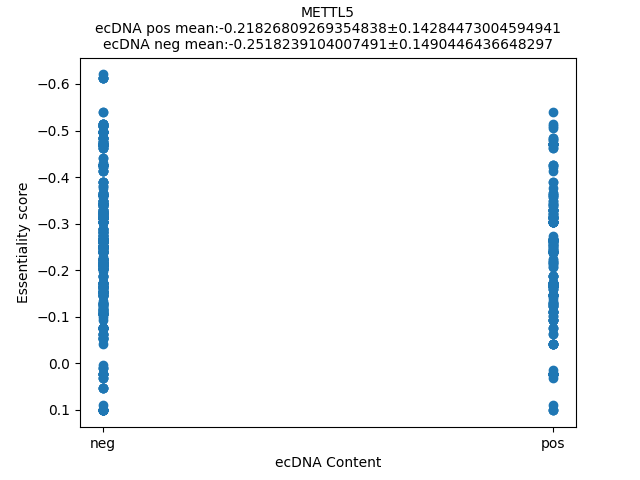 METTL5
ecDNA pos mean:-0.21826809269354838±0.14284473004594941
ecDNA neg mean:-0.2518239104007491±0.1490446436648297
−0.6
−0.5
−0.4
−0.3
−0.2
−0.1
0.0
0.1
Essentiality score
neg
pos
ecDNA Content